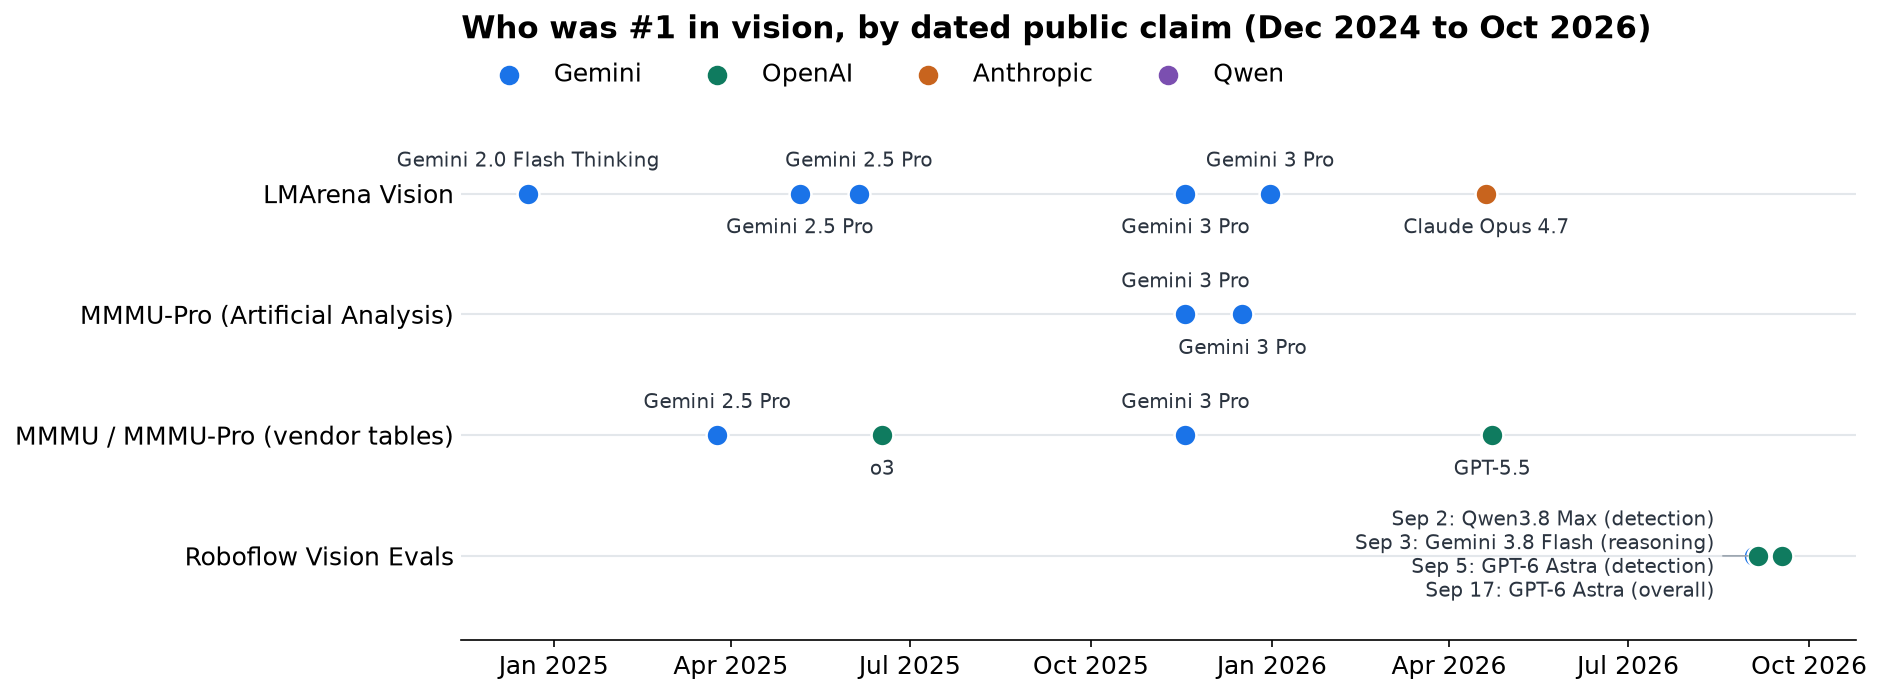 Who was #1 in vision, by dated public claim (Dec 2024 to Oct 2026)
Gemini
OpenAI
Anthropic
Qwen
Gemini 2.0 Flash Thinking
Gemini 2.5 Pro
Gemini 3 Pro
LMArena Vision
Gemini 2.5 Pro
Gemini 3 Pro
Claude Opus 4.7
Gemini 3 Pro
MMMU-Pro (Artificial Analysis)
Gemini 3 Pro
Gemini 2.5 Pro
Gemini 3 Pro
MMMU / MMMU-Pro (vendor tables)
o3
GPT-5.5
Sep 2: Qwen3.8 Max (detection)
Sep 3: Gemini 3.8 Flash (reasoning)
Roboflow Vision Evals
Sep 5: GPT-6 Astra (detection)
Sep 17: GPT-6 Astra (overall)
Jan 2025
Apr 2025
Jul 2025
Oct 2025
Jan 2026
Apr 2026
Jul 2026
Oct 2026